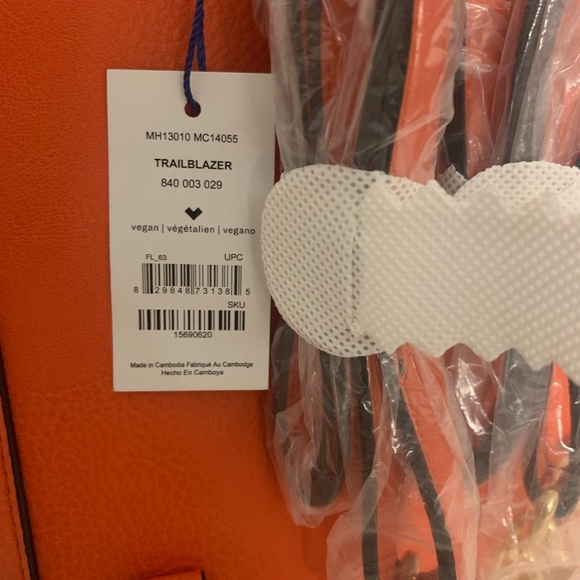 MH13010 MC14055
TRAILBLAZER
840 003 029
vegan | végétalien | vegano
FL_63 UPC
8 29848 73138 5
SKU
15690620
Made in Cambodia Fabriqué Au Cambodge
Hecho En Camboya